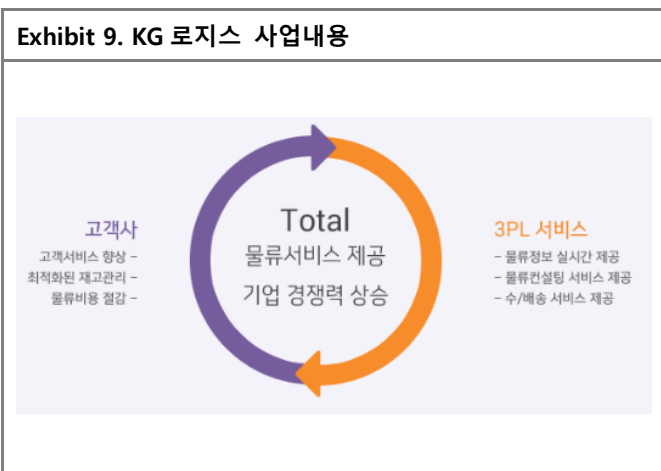 Exhibit 9. KG 로지스 사업내용
고객사
고객서비스 향상 –
최적화된 재고관리 –
물류비용 절감 –
Total
물류서비스 제공
기업 경쟁력 상승
3PL 서비스
– 물류정보 실시간 제공
– 물류컨설팅 서비스 제공
– 수/배송 서비스 제공